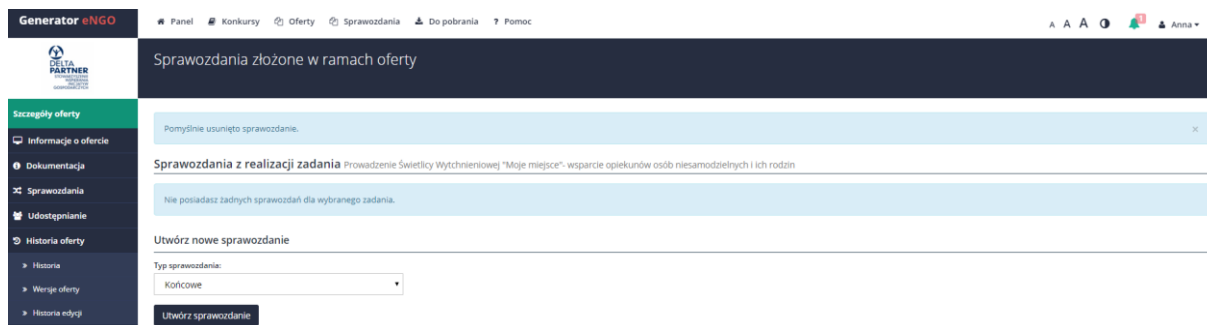 Generator eNGO
Panel Konkursy Oferty Sprawozdania Do pobrania ? Pomoc
A A A 1 Anna
DELTA
PARTNER
Sprawozdania złożone w ramach oferty
Szczegóły oferty
Informacje o ofercie
Dokumentacja
Sprawozdania
Udostępnianie
Historia oferty
» Historia
» Wersje oferty
» Historia edycji
Pomyślnie usunięto sprawozdanie. ×
Sprawozdania z realizacji zadania Prowadzenie Świetlicy Wytchnieniowej "Moje miejsce"- wsparcie opiekunów osób niesamodzielnych i ich rodzin
Nie posiadasz żadnych sprawozdań dla wybranego zadania.
Utwórz nowe sprawozdanie
Typ sprawozdania:
Końcowe
Utwórz sprawozdanie